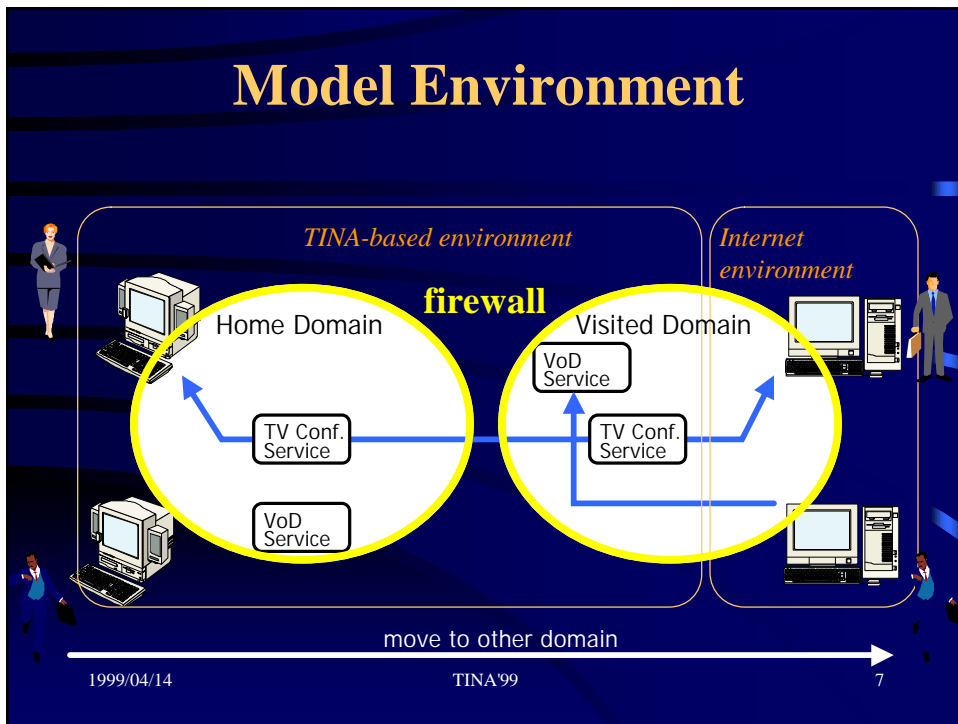 Model Environment
TINA-based environment
Internet
environment
firewall
Home Domain
Visited Domain
VoD
Service
TV Conf.
Service
TV Conf.
Service
VoD
Service
move to other domain
1999/04/14
TINA'99
7